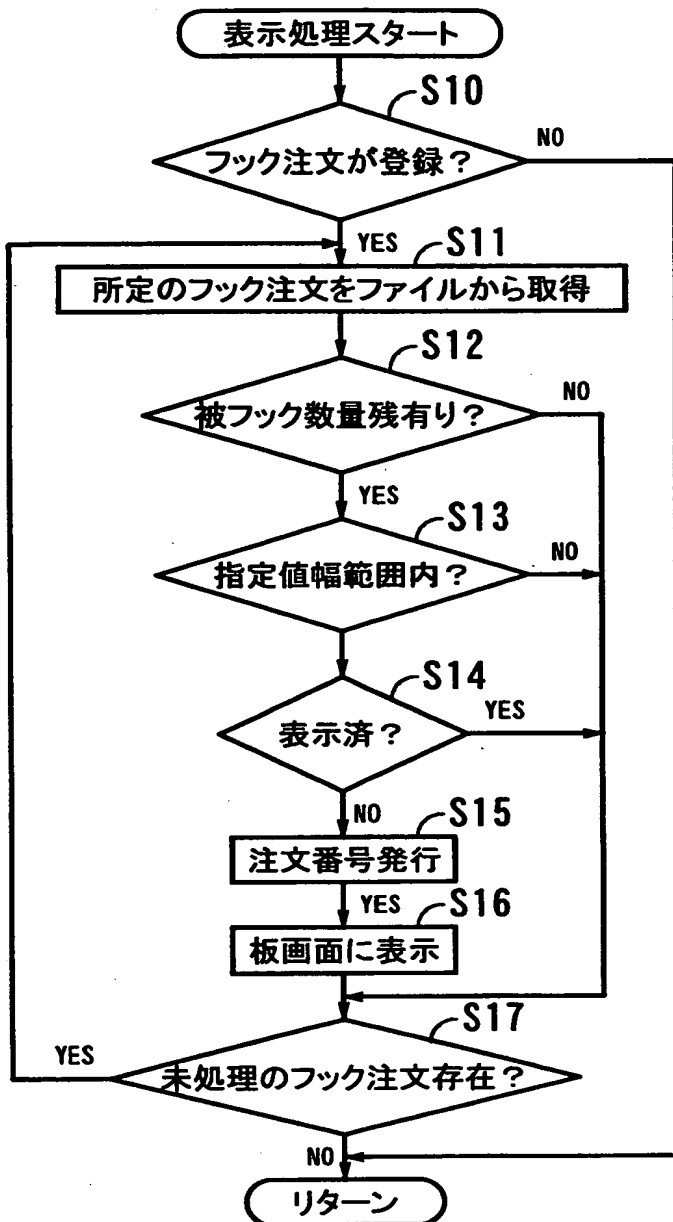 表示処理スタート
S10
フック注文が登録?
NO
YES
S11
所定のフック注文をファイルから取得
S12
被フック数量残有り?
NO
YES
S13
指定値幅範囲内?
NO
S14
表示済?
YES
NO
S15
注文番号発行
YES
S16
板画面に表示
S17
YES
未処理のフック注文存在?
NO
リターン